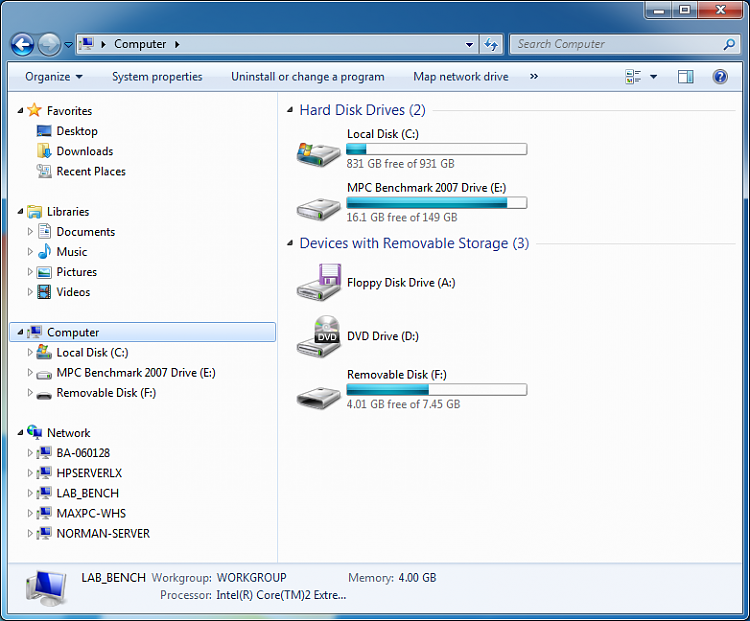 Computer
Search Computer
Organize
System properties
Uninstall or change a program
Map network drive
»
Favorites
Desktop
Downloads
Recent Places
Libraries
Documents
Music
Pictures
Videos
Computer
Local Disk (C:)
MPC Benchmark 2007 Drive (E:)
Removable Disk (F:)
Network
BA-060128
HPSERVERLX
LAB_BENCH
MAXPC-WHS
NORMAN-SERVER
Hard Disk Drives (2)
Local Disk (C:)
831 GB free of 931 GB
MPC Benchmark 2007 Drive (E:)
16.1 GB free of 149 GB
Devices with Removable Storage (3)
Floppy Disk Drive (A:)
DVD
DVD Drive (D:)
Removable Disk (F:)
4.01 GB free of 7.45 GB
LAB_BENCH Workgroup: WORKGROUP Memory: 4.00 GB
Processor: Intel(R) Core(TM)2 Extre...